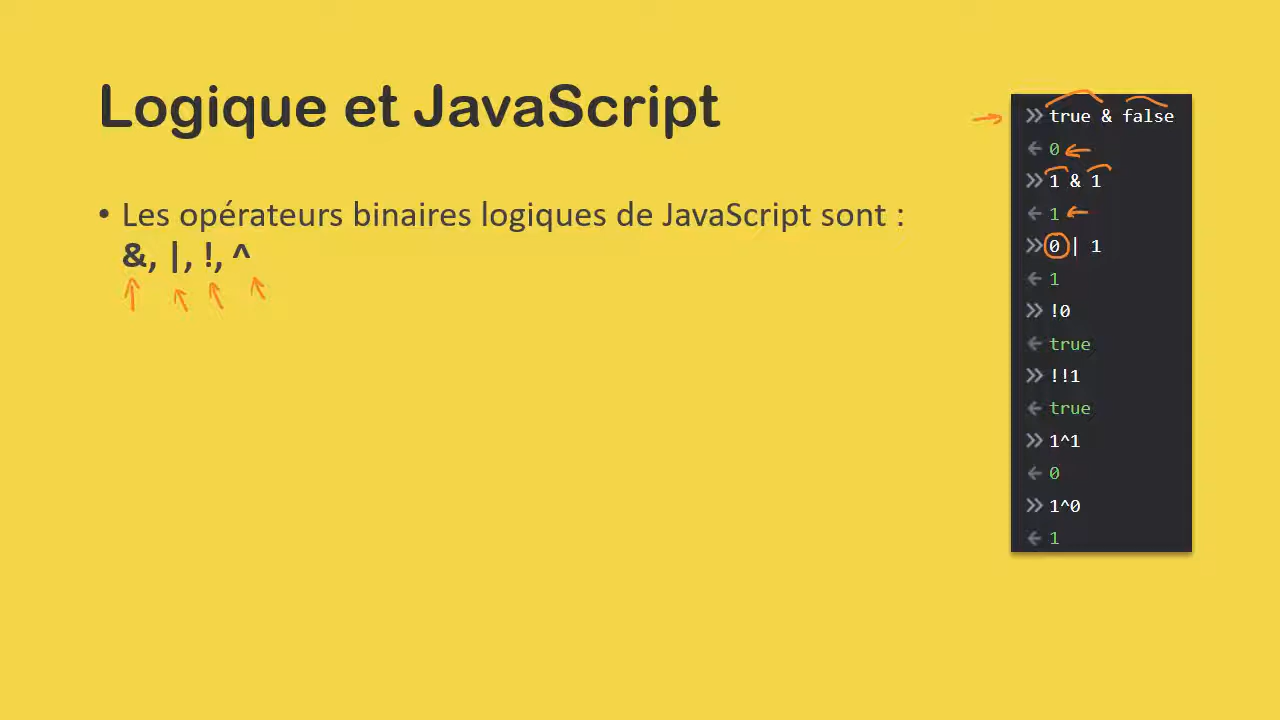 Logique et JavaScript
• Les opérateurs binaires logiques de JavaScript sont :
&, |, !, ^
>> true & false
← 0
>> 1 & 1
← 1
>> 0 | 1
← 1
>> !0
← true
>> !!1
← true
>> 1^1
← 0
>> 1^0
← 1